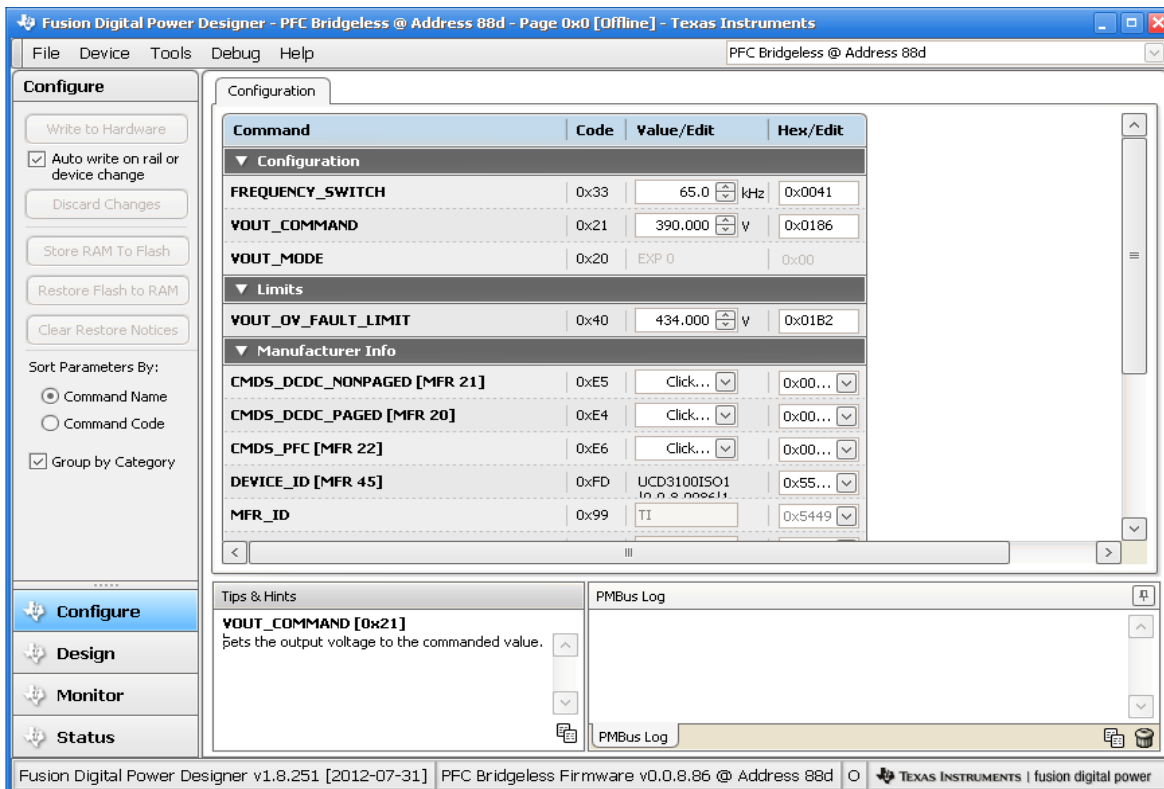 Fusion Digital Power Designer - PFC Bridgeless @ Address 88d - Page 0x0 [Offline] - Texas Instruments
File Device Tools Debug Help
PFC Bridgeless @ Address 88d
Configure
Write to Hardware
Auto write on rail or
device change
Discard Changes
Store RAM To Flash
Restore Flash to RAM
Clear Restore Notices
Sort Parameters By:
Command Name
Command Code
Group by Category
Configuration
Command Code Value/Edit Hex/Edit
Configuration
FREQUENCY_SWITCH 0x33 65.0 kHz 0x0041
VOUT_COMMAND 0x21 390.000 V 0x0186
VOUT_MODE 0x20 EXP 0 0x00
Limits
VOUT_OV_FAULT_LIMIT 0x40 434.000 V 0x01B2
Manufacturer Info
CMDS_DCDC_NONPAGED [MFR 21] 0xE5 Click... 0x00...
CMDS_DCDC_PAGED [MFR 20] 0xE4 Click... 0x00...
CMDS_PFC [MFR 22] 0xE6 Click... 0x00...
DEVICE_ID [MFR 45] 0xFD UCD3100ISO1 0x55...
MFR_ID 0x99 TI 0x5449
Configure
Design
Monitor
Status
Tips & Hints
VOUT_COMMAND [0x21]
Sets the output voltage to the commanded value.
PMBus Log
PMBus Log
Fusion Digital Power Designer v1.8.251 [2012-07-31] PFC Bridgeless Firmware v0.0.8.86 @ Address 88d O TEXAS INSTRUMENTS | fusion digital power